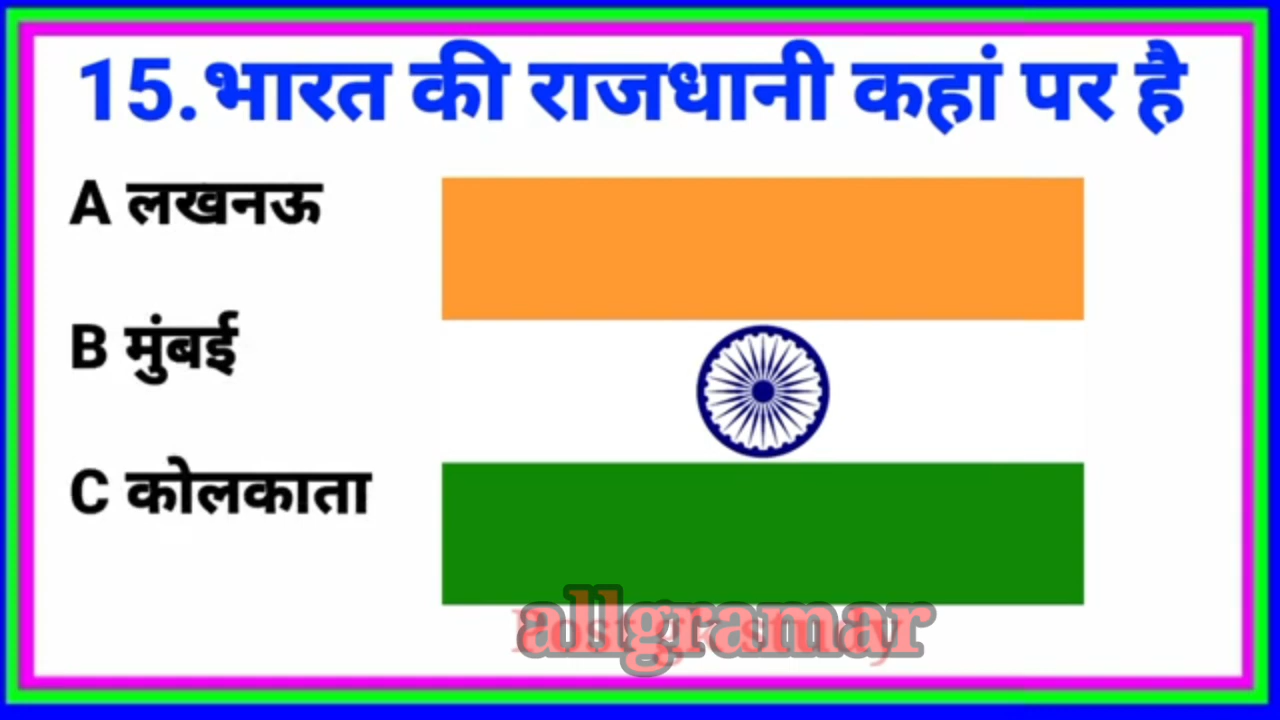 15.भारत की राजधानी कहां पर है
A लखनऊ
B मुंबई
C कोलकाता
allgramar